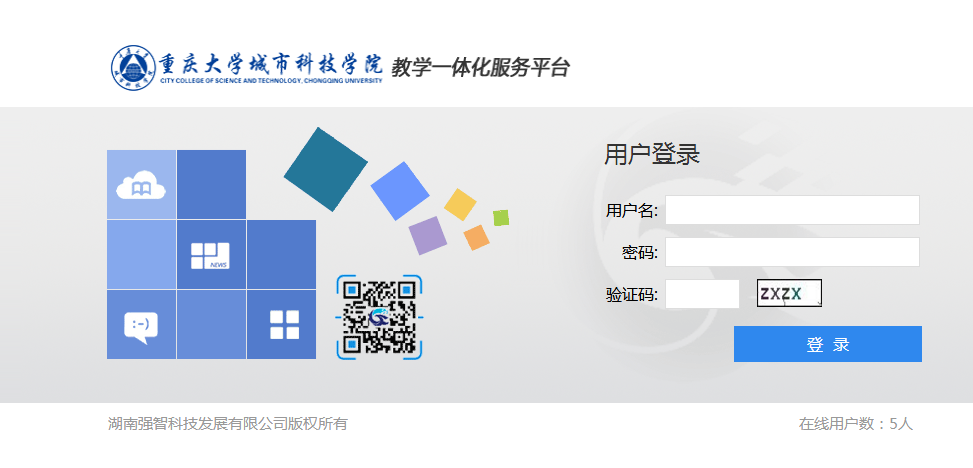 重庆大学城市科技学院 教学一体化服务平台
CITY COLLEGE OF SCIENCE AND TECHNOLOGY, CHONGQING UNIVERSITY
用户登录
用户名:
密码:
验证码: ZXZX
登 录
NEWS
:-)
湖南强智科技发展有限公司版权所有
在线用户数：5人